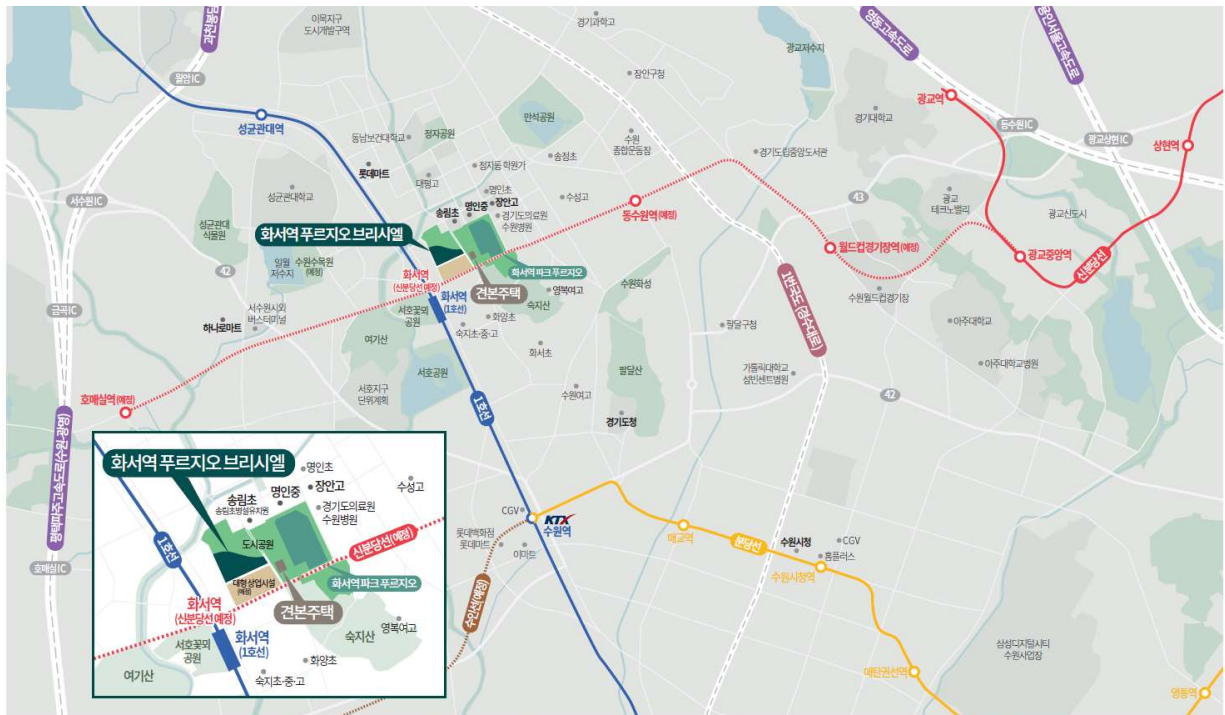 이목지구
도시개발구역
경기과학고
과천봉담
영동고속도로
용인서울고속도로
광교저수지
장안구청
월암IC
광교역
경기대학교
만석공원
성균관대역
동남보건대학교
정자공원
수원
종합운동장
동수원IC
광교상현IC
상현역
송정초
경기도립중앙도서관
정자동 학원가
롯데마트
대평고
서수원IC
성균관대학교
명인초
수성고
43
광교
테크노밸리
광교신도시
동수원역(예정)
송림초
명인중
장안고
경기도의료원
수원병원
성균관대
식물원
화서역 푸르지오 브리시엘
월드컵경기장역(예정)
광교중앙역
신분당선
일월
저수지
수원수목원
(예정)
42
화서역
(신분당선 예정)
화서역 파크 푸르지오
수원화성
1번국도(경수대로)
견본주택
영복여고
숙지산
화서역
(1호선)
수원월드컵경기장
서호꽃뫼
공원
화양초
금곡IC
하나로마트
서수원시외
버스터미널
숙지초·중·고
팔달구청
아주대학교
여기산
화서초
가톨릭대학교
성빈센트병원
아주대학교병원
서호공원
팔달산
서호지구
단위계획
수원여고
42
호매실역(예정)
1호선
경기도청
평택파주고속도로(수원-광명)
호매실IC
화서역 푸르지오 브리시엘
명인초
장안고
수성고
송림초
송림초병설유치원
명인중
경기도의료원
수원병원
도시공원
신분당선(예정)
1호선
대형 상업시설
(예정)
화서역 파크 푸르지오
화서역
(신분당선 예정)
견본주택
화서역
(1호선)
숙지산
영복여고
서호꽃뫼
공원
화양초
여기산
숙지초·중·고
CGV
KTX
수원역
롯데백화점
롯데마트
이마트
수인선(예정)
매교역
분당선
수원시청
CGV
홈플러스
수원시청역
삼성디지털시티
수원사업장
매탄권선역
영통역